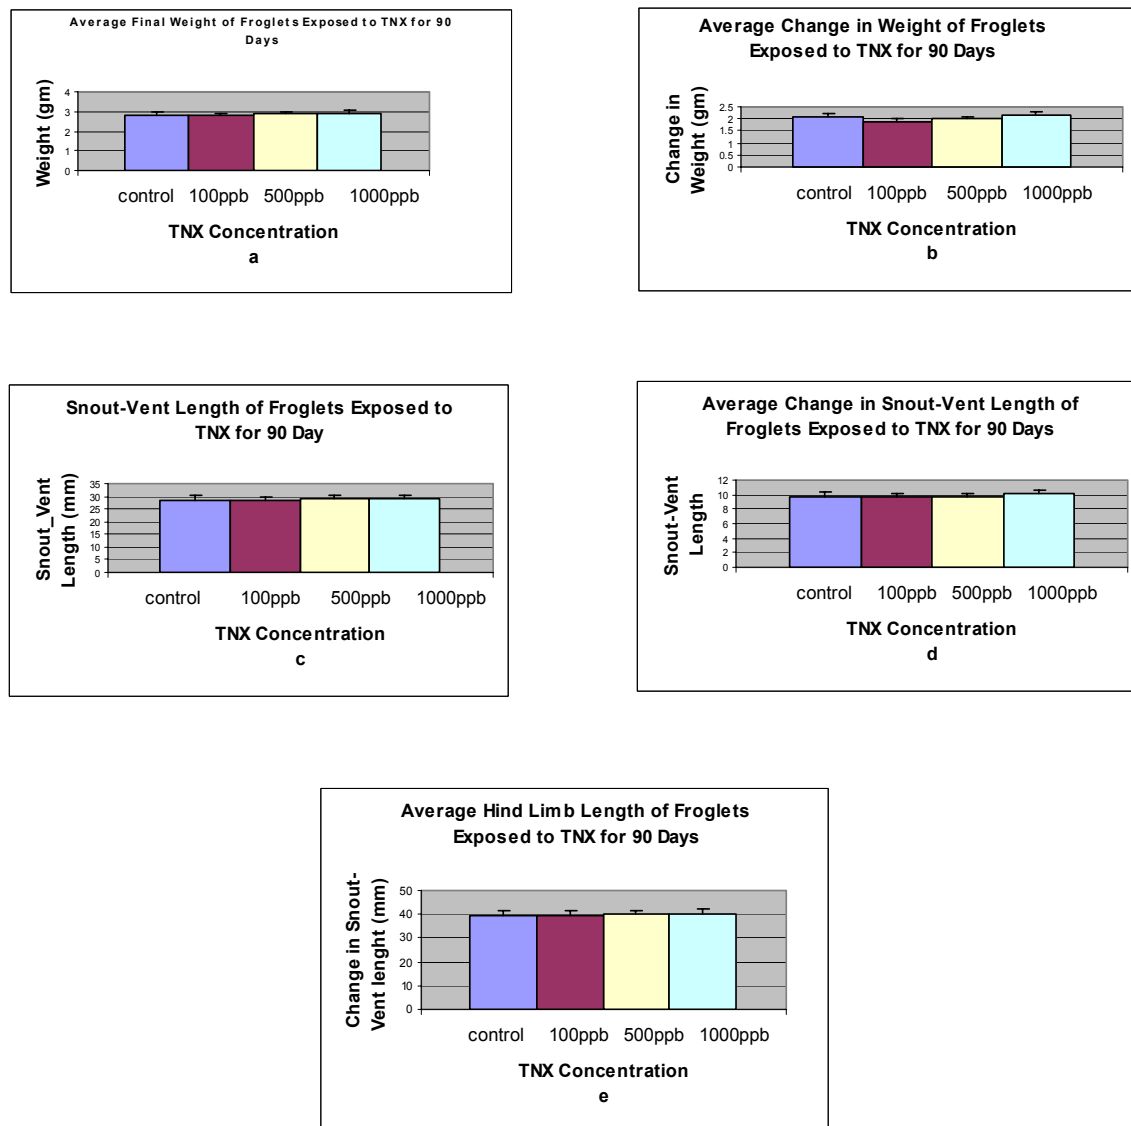 Average Final Weight of Froglets Exposed to TNX for 90
Days
4
3
2
1
0
Weight (gm)
control 100ppb 500ppb 1000ppb
TNX Concentration
a
Average Change in Weight of Froglets
Exposed to TNX for 90 Days
2.5
2
1.5
1
0.5
0
Change in
Weight (gm)
control 100ppb 500ppb 1000ppb
TNX Concentration
b
Snout-Vent Length of Froglets Exposed to
TNX for 90 Day
35
30
25
20
15
10
5
0
Snout_Vent
Length (mm)
control 100ppb 500ppb 1000ppb
TNX Concentration
c
Average Change in Snout-Vent Length of
Froglets Exposed to TNX for 90 Days
12
10
8
6
4
2
0
Snout-Vent
Length
control 100ppb 500ppb 1000ppb
TNX Concentration
d
Average Hind Limb Length of Froglets
Exposed to TNX for 90 Days
50
40
30
20
10
0
Change in Snout-
Vent lenght (mm)
control 100ppb 500ppb 1000ppb
TNX Concentration
e